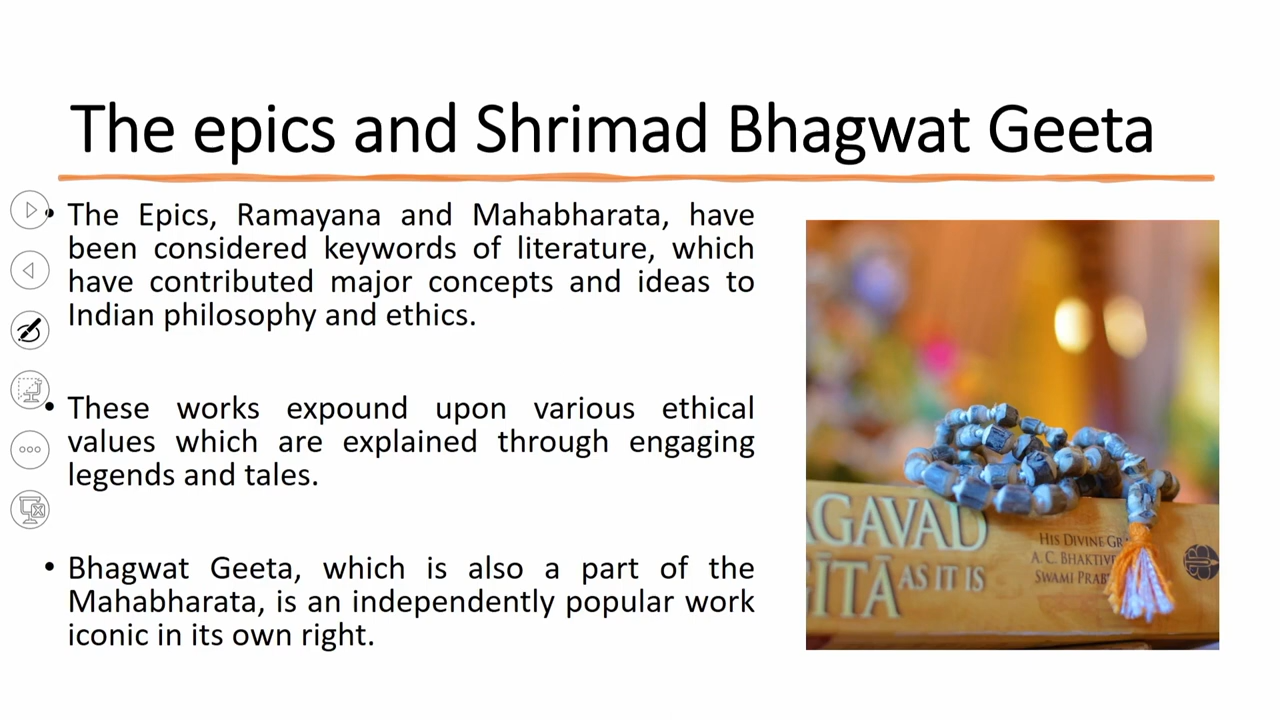 The epics and Shrimad Bhagwat Geeta
• The Epics, Ramayana and Mahabharata, have
been considered keywords of literature, which
have contributed major concepts and ideas to
Indian philosophy and ethics.
• These works expound upon various ethical
values which are explained through engaging
legends and tales.
• Bhagwat Geeta, which is also a part of the
Mahabharata, is an independently popular work
iconic in its own right.
AGAVAD
GĪTĀ AS IT IS
HIS DIVINE GR
A. C. BHAKTIVE
SWAMI PRAB